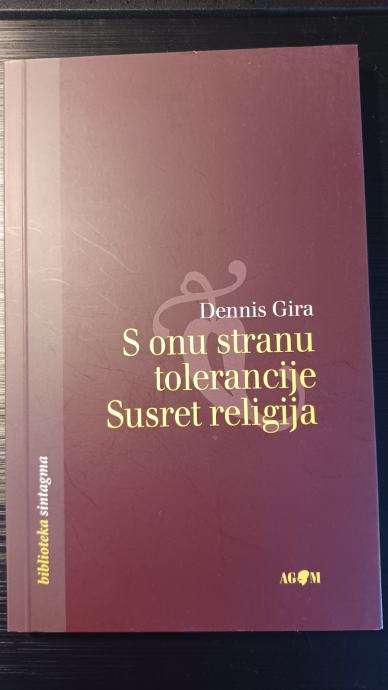 Dennis Gira
S onu stranu
tolerancije
Susret religija
biblioteka sintagma
AGM